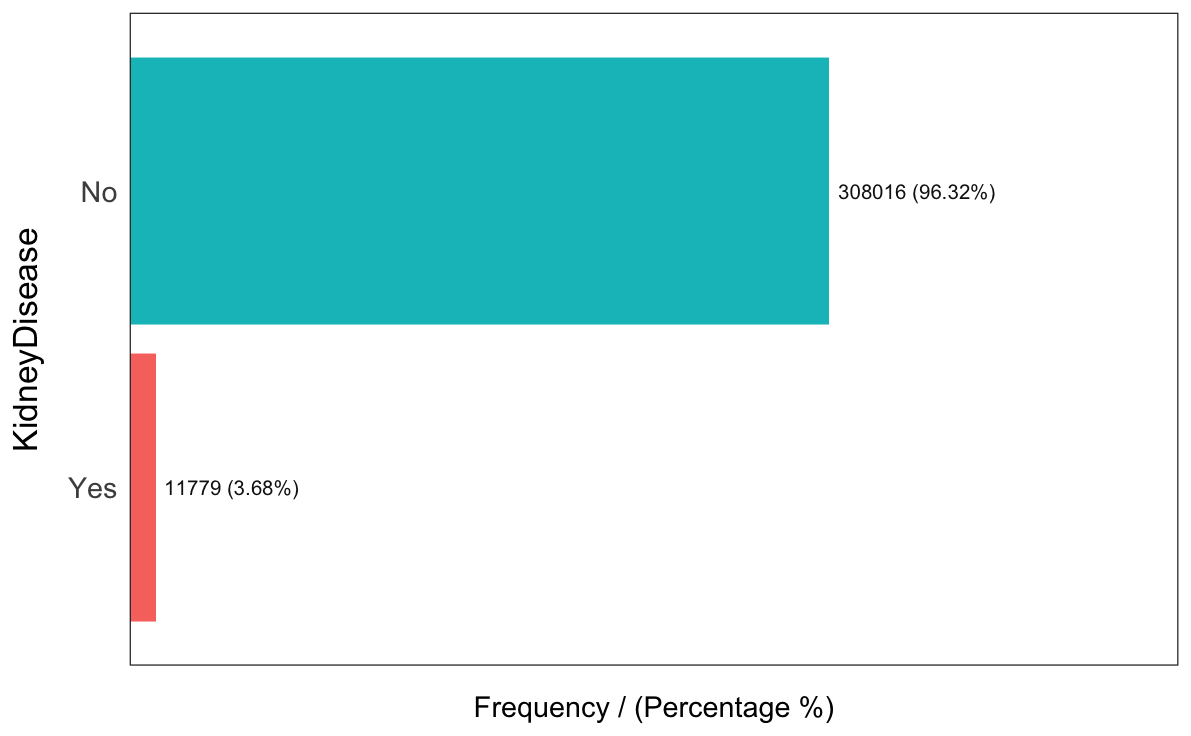 KidneyDisease
No
308016 (96.32%)
Yes
11779 (3.68%)
Frequency / (Percentage %)